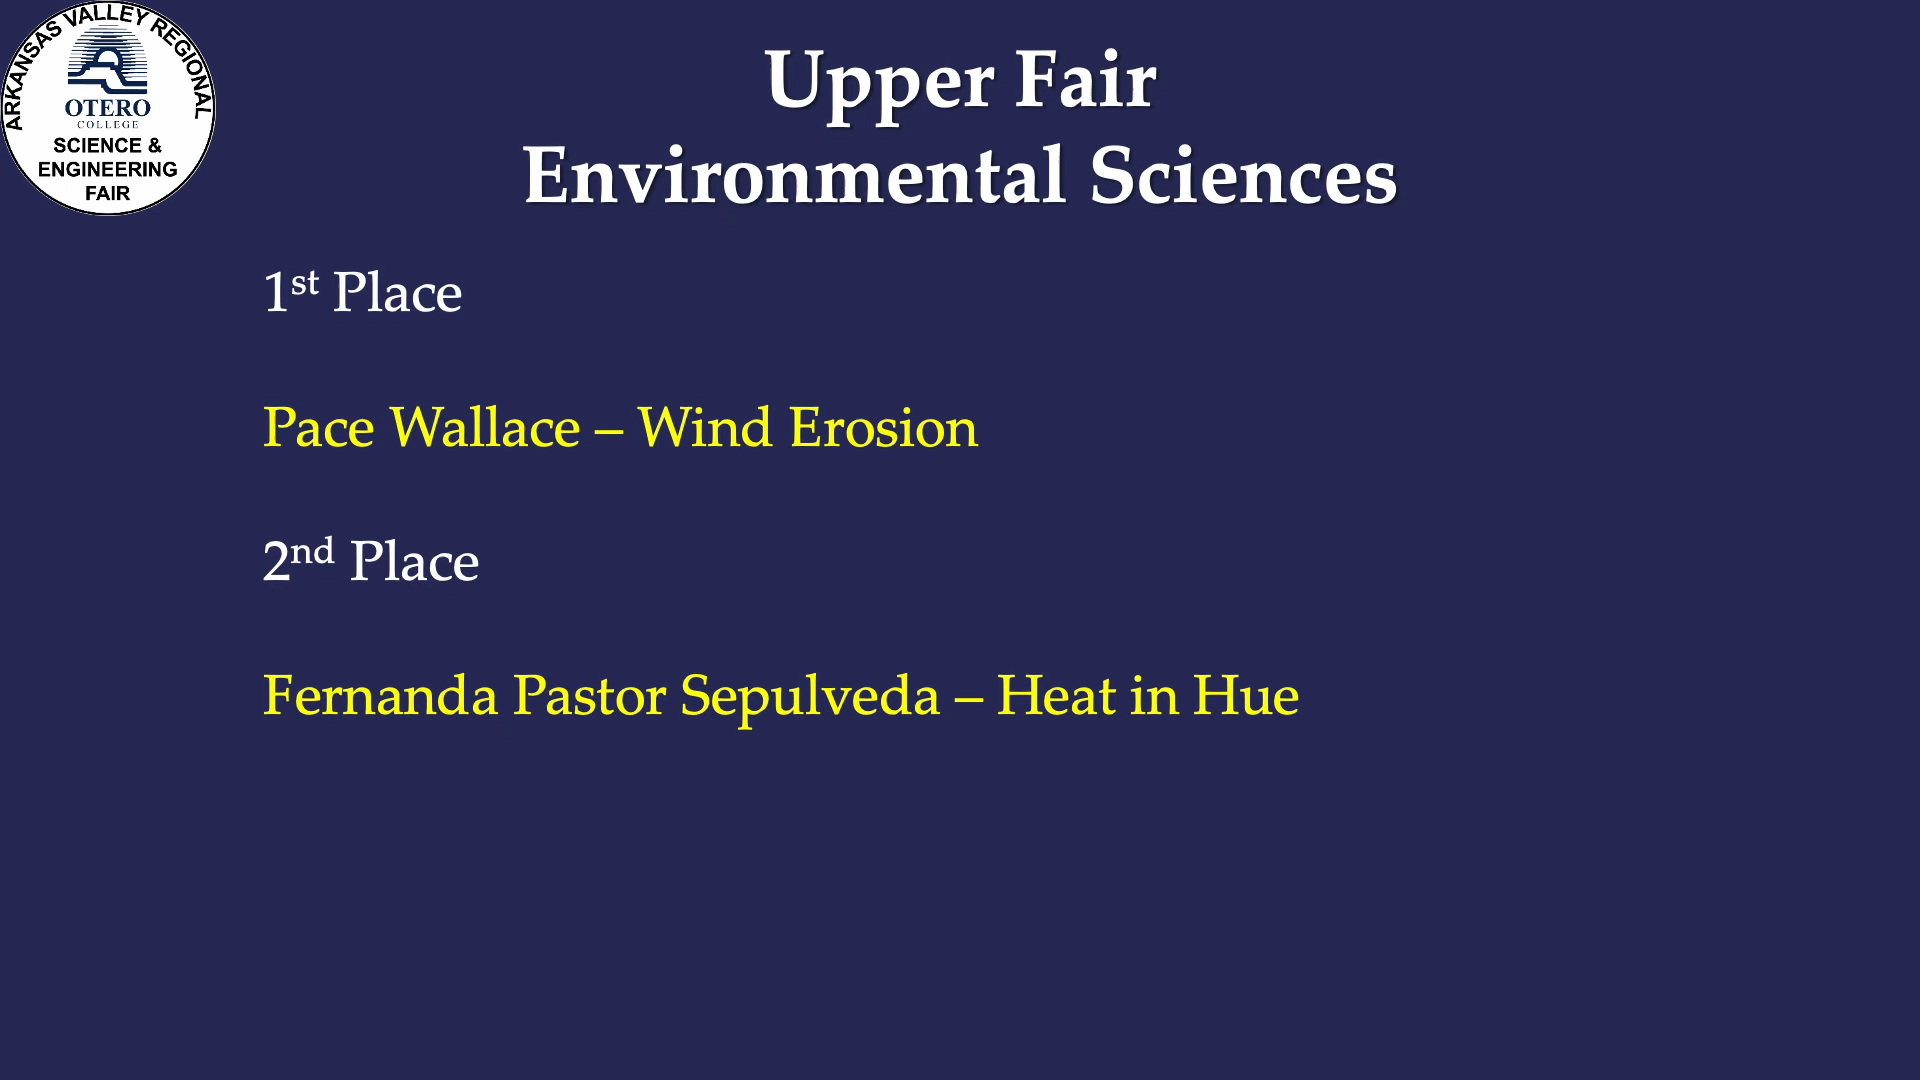 ARKANSAS VALLEY REGIONAL
OTERO
COLLEGE
SCIENCE &
ENGINEERING
FAIR
Upper Fair
Environmental Sciences
1st Place
Pace Wallace – Wind Erosion
2nd Place
Fernanda Pastor Sepulveda – Heat in Hue